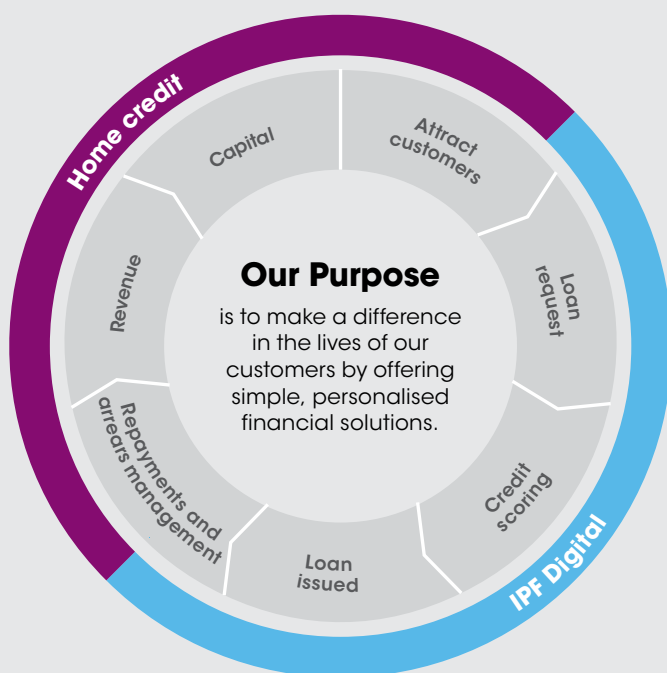 Home credit
Capital
Attract
customers
Loan
request
Credit
scoring
Loan
issued
Repayments and
arrears management
Revenue
Our Purpose
is to make a difference
in the lives of our
customers by offering
simple, personalised
financial solutions.
IPF Digital